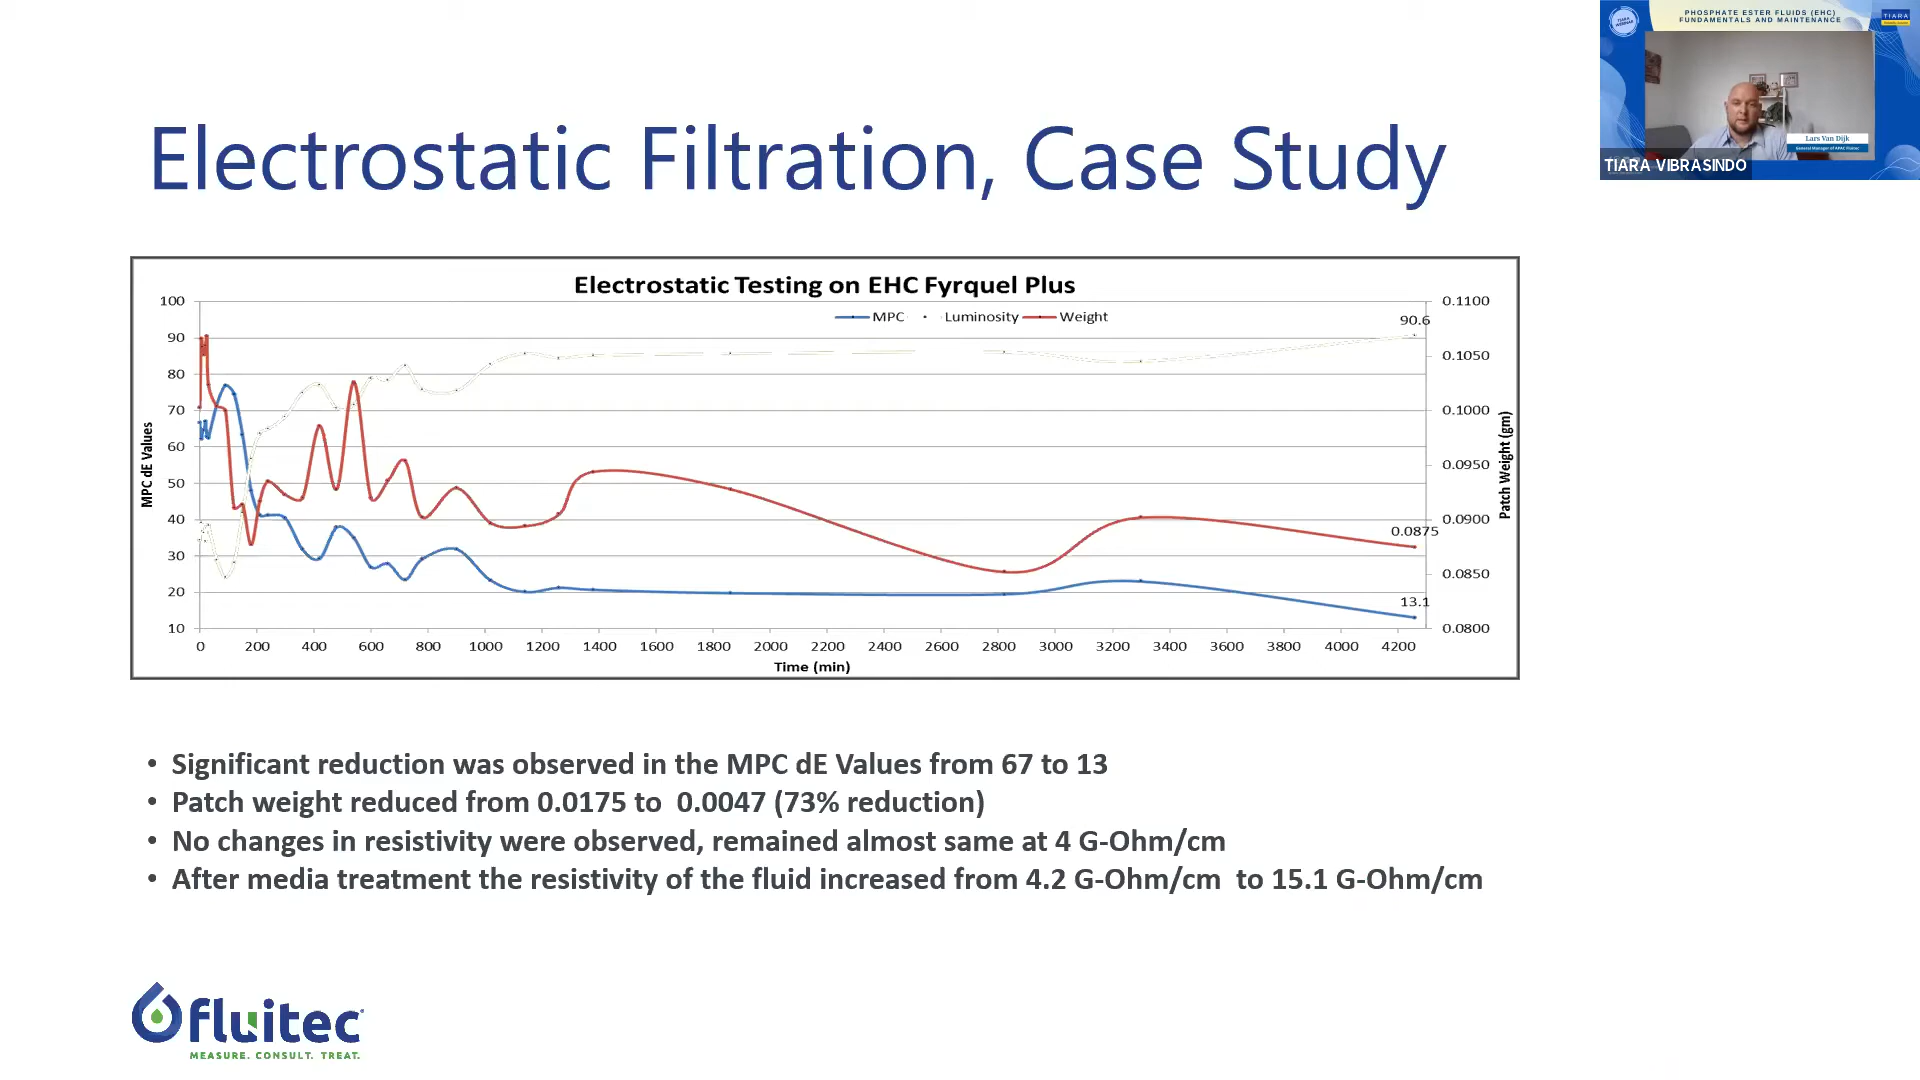 PHOSPHATE ESTER FLUIDS (EHC)
FUNDAMENTALS AND MAINTENANCE
TIARA
Lars Van Dijk
General Manager of APAC Fluitec
TIARA VIBRASINDO
Electrostatic Filtration, Case Study
Electrostatic Testing on EHC Fyrquel Plus
MPC Luminosity Weight
MPC dE Values
100
90
80
70
60
50
40
30
20
10
0.1100
0.1050
0.1000
0.0950
0.0900
0.0850
0.0800
Patch Weight (gm)
90.6
0.0875
13.1
0 200 400 600 800 1000 1200 1400 1600 1800 2000 2200 2400 2600 2800 3000 3200 3400 3600 3800 4000 4200
Time (min)
• Significant reduction was observed in the MPC dE Values from 67 to 13
• Patch weight reduced from 0.0175 to 0.0047 (73% reduction)
• No changes in resistivity were observed, remained almost same at 4 G-Ohm/cm
• After media treatment the resistivity of the fluid increased from 4.2 G-Ohm/cm to 15.1 G-Ohm/cm
fluitec
MEASURE. CONSULT. TREAT.